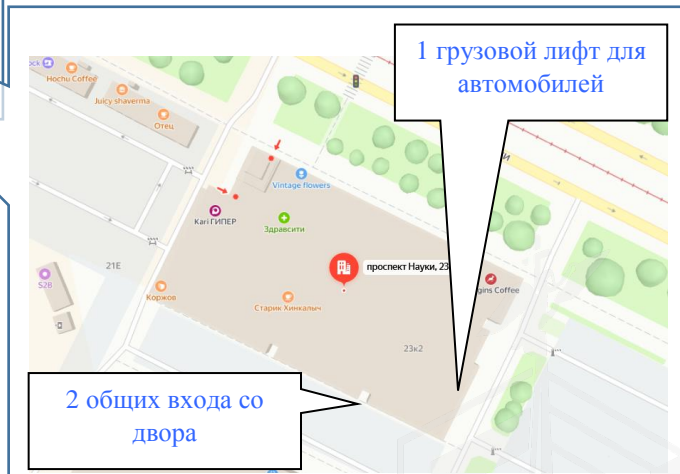 1 грузовой лифт для
автомобилей
Hochu Coffee
Juicy shaverma
Отец
Vintage flowers
Kari ГИПЕР
Здравсити
21Е
S2B
Коржов
Старик Хинкалыч
проспект Науки, 23
gins Coffee
23к2
2 общих входа со
двора